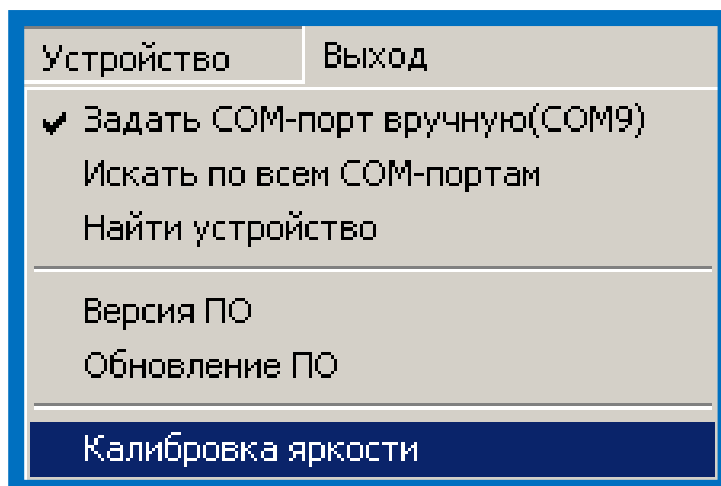 Устройство Выход
Задать COM-порт вручную(COM9)
Искать по всем COM-портам
Найти устройство
Версия ПО
Обновление ПО
Калибровка яркости